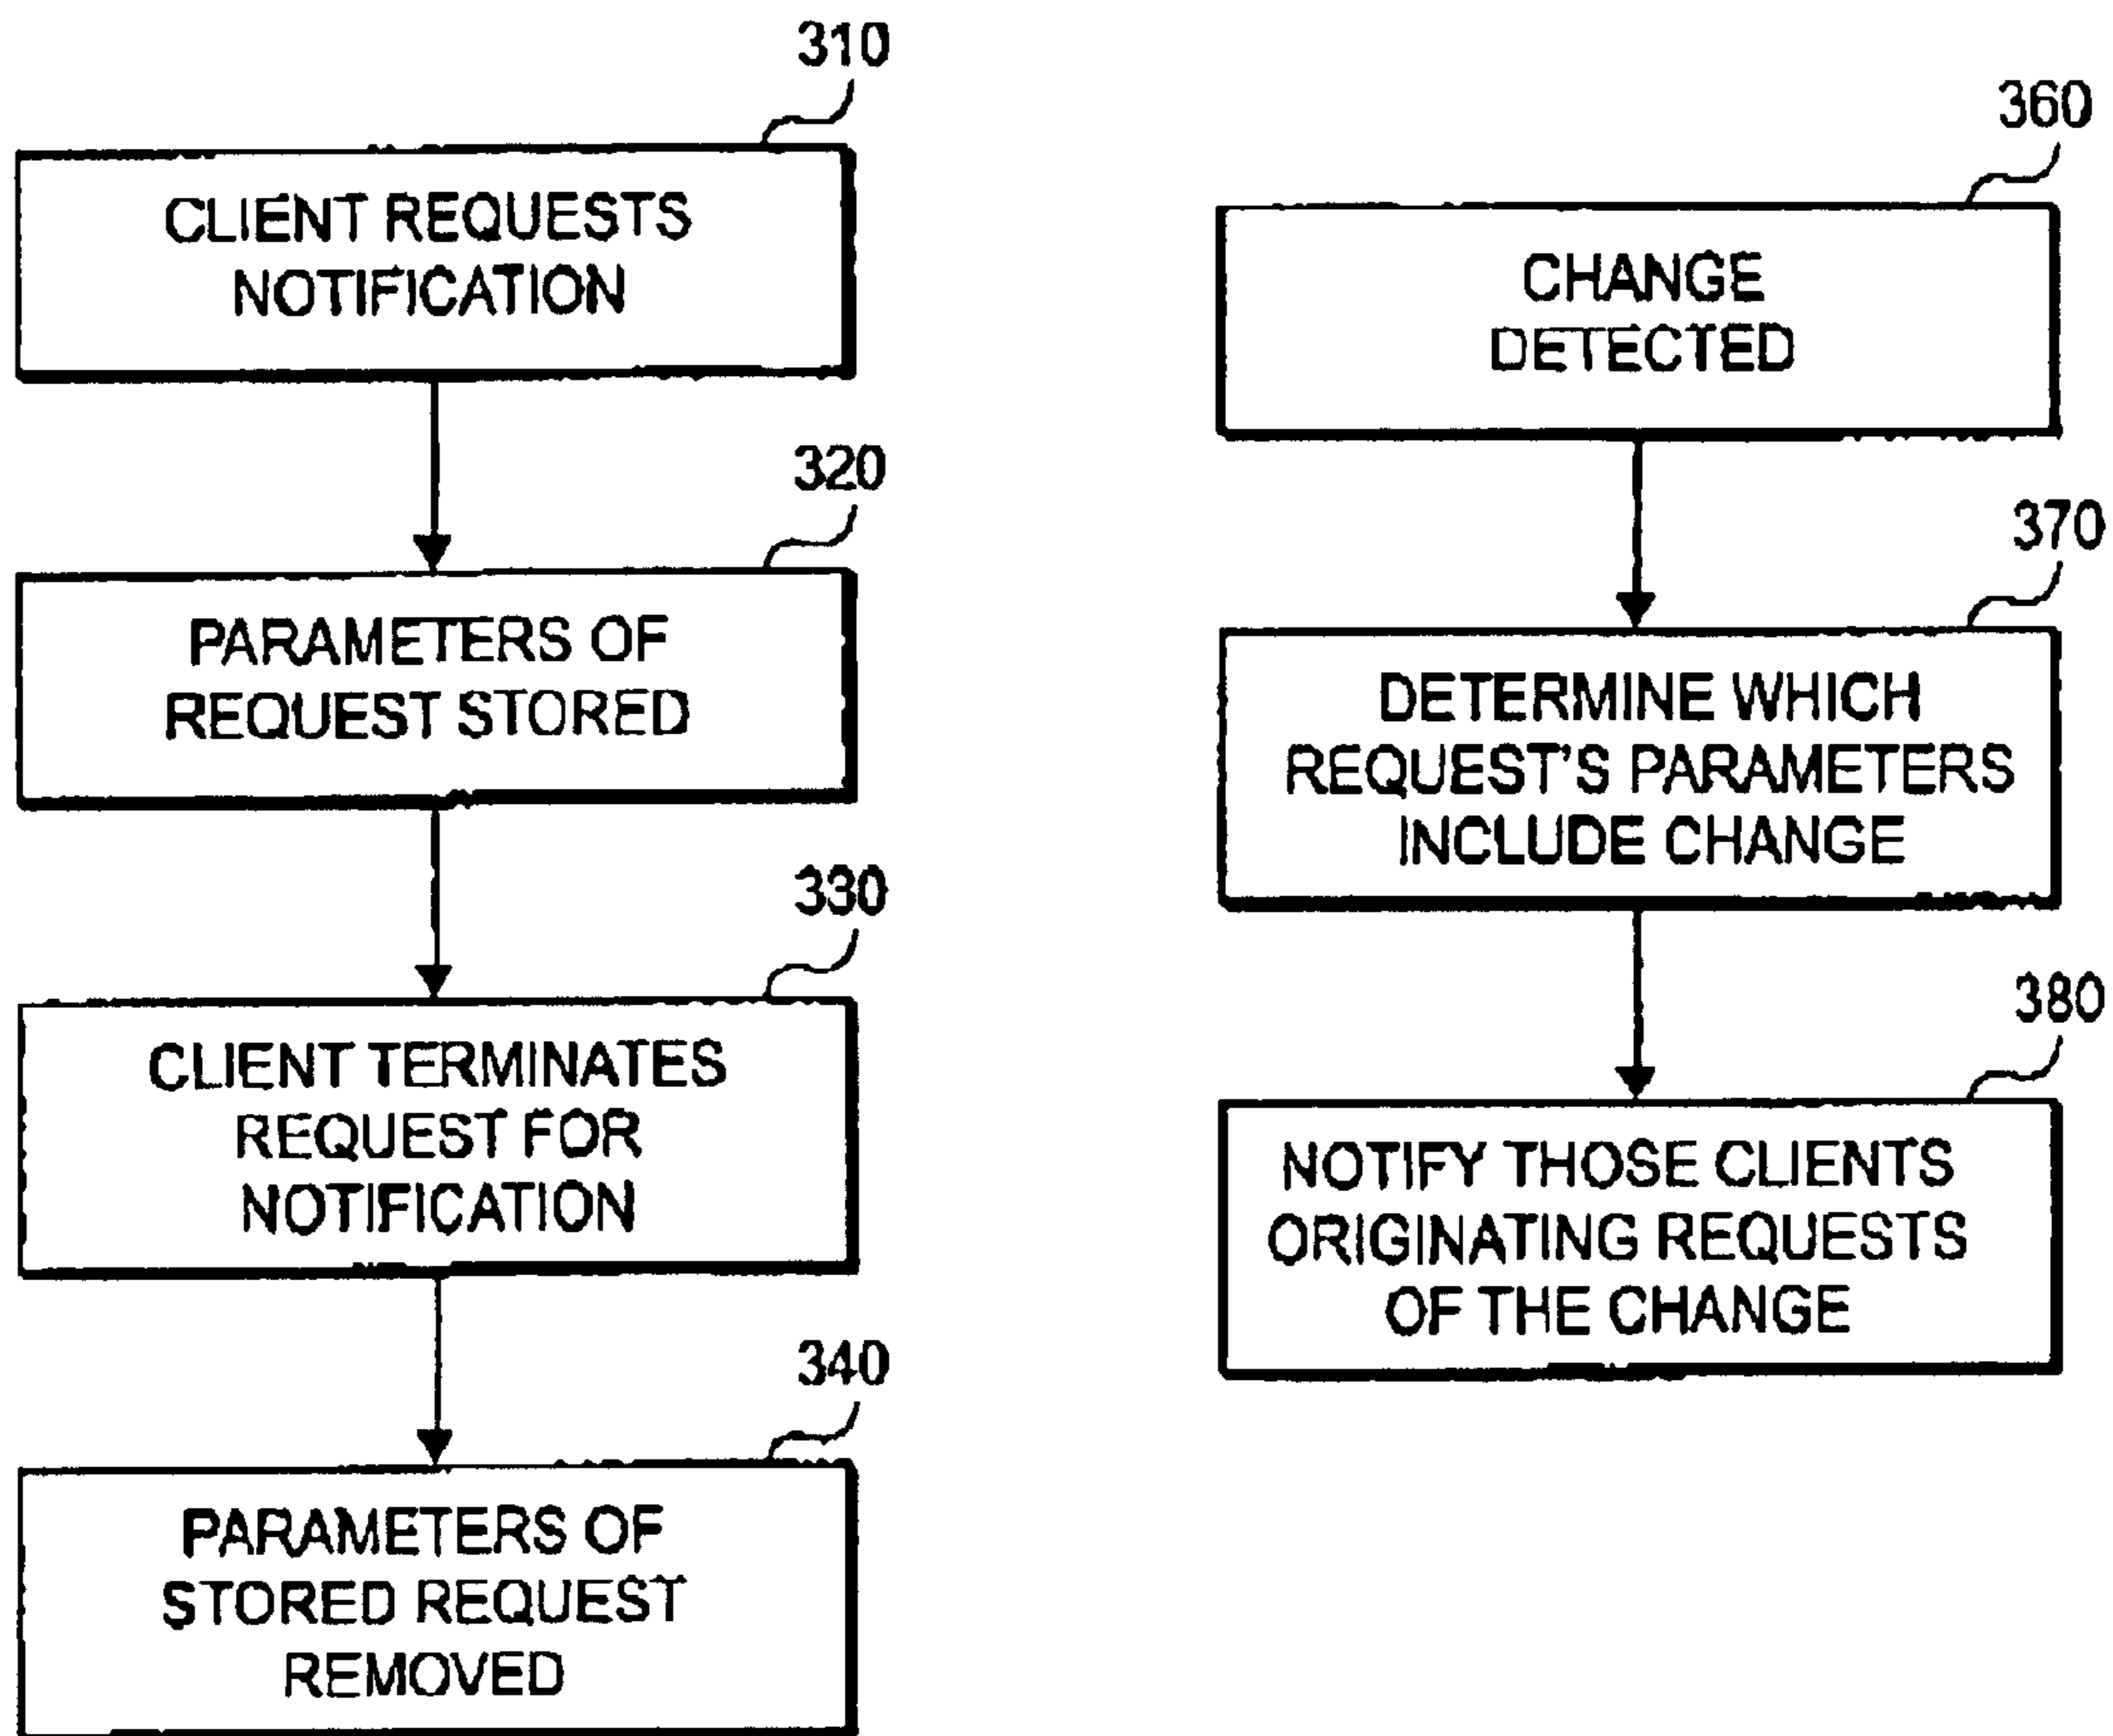 310
CLIENT REQUESTS
NOTIFICATION
320
PARAMETERS OF
REQUEST STORED
330
CLIENT TERMINATES
REQUEST FOR
NOTIFICATION
340
PARAMETERS OF
STORED REQUEST
REMOVED
360
CHANGE
DETECTED
370
DETERMINE WHICH
REQUEST'S PARAMETERS
INCLUDE CHANGE
380
NOTIFY THOSE CLIENTS
ORIGINATING REQUESTS
OF THE CHANGE